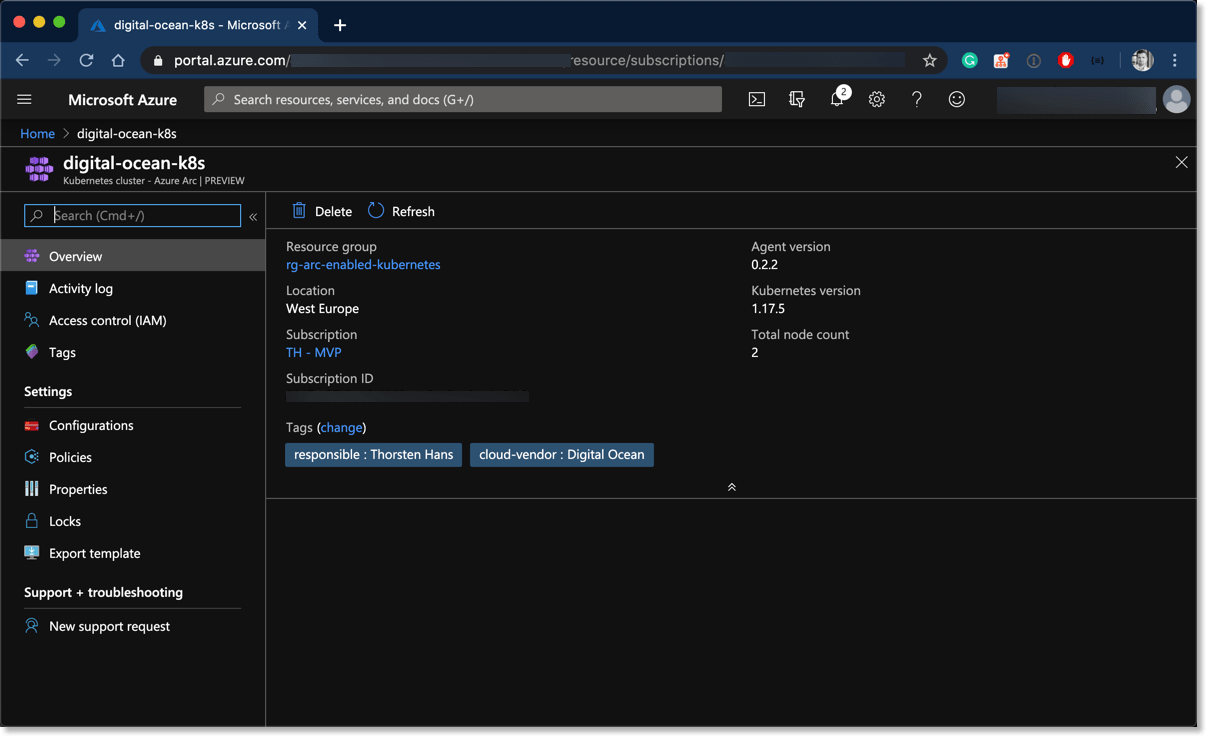 digital-ocean-k8s - Microsoft A
portal.azure.com/ resource/subscriptions/
Microsoft Azure
Search resources, services, and docs (G+/)
2
Home > digital-ocean-k8s
digital-ocean-k8s
Kubernetes cluster - Azure Arc | PREVIEW
Search (Cmd+/)
«
Overview
Activity log
Access control (IAM)
Tags
Settings
Configurations
Policies
Properties
Locks
Export template
Support + troubleshooting
New support request
Delete
Refresh
Resource group
rg-arc-enabled-kubernetes
Location
West Europe
Subscription
TH - MVP
Subscription ID
Agent version
0.2.2
Kubernetes version
1.17.5
Total node count
2
Tags (change)
responsible : Thorsten Hans
cloud-vendor : Digital Ocean